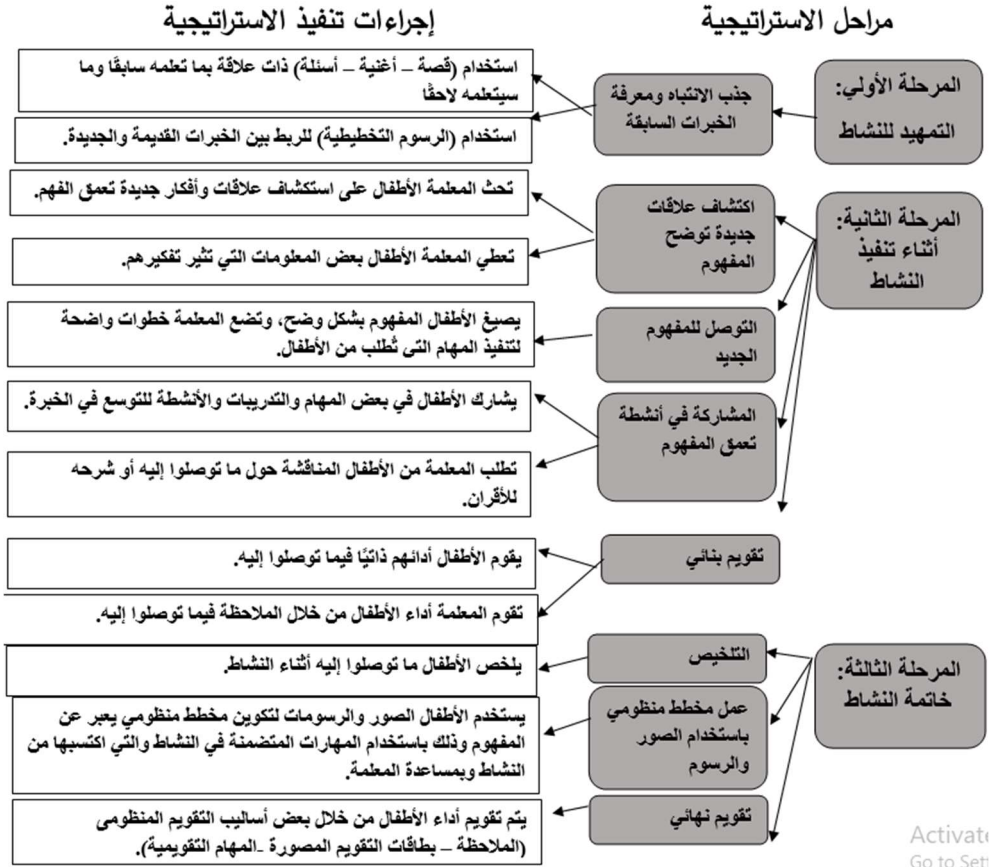 مراحل الاستراتيجية
إجراءات تنفيذ الاستراتيجية
المرحلة الأولي:
التمهيد للنشاط
جذب الانتباه ومعرفة
الخبرات السابقة
استخدام (قصة – أغنية – أسئلة) ذات علاقة بما تعلمه سابقًا وما
سيتعلمه لاحقًا
استخدام (الرسوم التخطيطية) للربط بين الخبرات القديمة والجديدة.
المرحلة الثانية:
أثناء تنفيذ
النشاط
اكتشاف علاقات
جديدة توضح
المفهوم
تحث المعلمة الأطفال على استكشاف علاقات وأفكار جديدة تعمق الفهم.
تعطي المعلمة الأطفال بعض المعلومات التي تثير تفكيرهم.
التوصل للمفهوم
الجديد
يصيغ الأطفال المفهوم بشكل وضح، وتضع المعلمة خطوات واضحة
لتنفيذ المهام التى تُطلب من الأطفال.
المشاركة في أنشطة
تعمق المفهوم
يشارك الأطفال في بعض المهام والتدريبات والأنشطة للتوسع في الخبرة.
تطلب المعلمة من الأطفال المناقشة حول ما توصلوا إليه أو شرحه
للأقران.
تقويم بنائي
يقوم الأطفال أدائهم ذاتيًا فيما توصلوا إليه.
تقوم المعلمة أداء الأطفال من خلال الملاحظة فيما توصلوا إليه.
المرحلة الثالثة:
خاتمة النشاط
التلخيص
يلخص الأطفال ما توصلوا إليه أثناء النشاط.
عمل مخطط منظومي
باستخدام الصور
والرسوم
يستخدم الأطفال الصور والرسومات لتكوين مخطط منظومي يعبر عن
المفهوم وذلك باستخدام المهارات المتضمنة في النشاط والتي اكتسبها من
النشاط وبمساعدة المعلمة.
تقويم نهائي
يتم تقويم أداء الأطفال من خلال بعض أساليب التقويم المنظومى
(الملاحظة – بطاقات التقويم المصورة -المهام التقويمية).
Activate
Go to Set